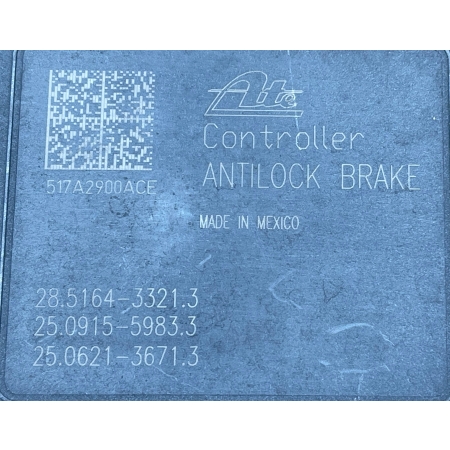 Ate
Controller
ANTILOCK BRAKE
517A2900ACE
MADE IN MEXICO
28.5164-3321.3
25.0915-5983.3
25.0621-3671.3